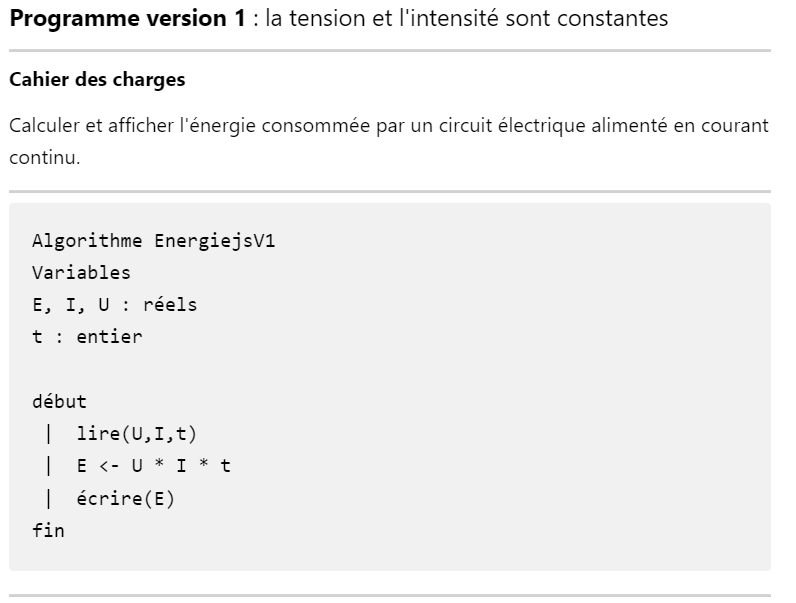 Programme version 1 : la tension et l'intensité sont constantes
Cahier des charges
Calculer et afficher l'énergie consommée par un circuit électrique alimenté en courant
continu.
Algorithme EnergiejsV1
Variables
E, I, U : réels
t : entier
début
|  lire(U,I,t)
|  E <- U * I * t
|  écrire(E)
fin